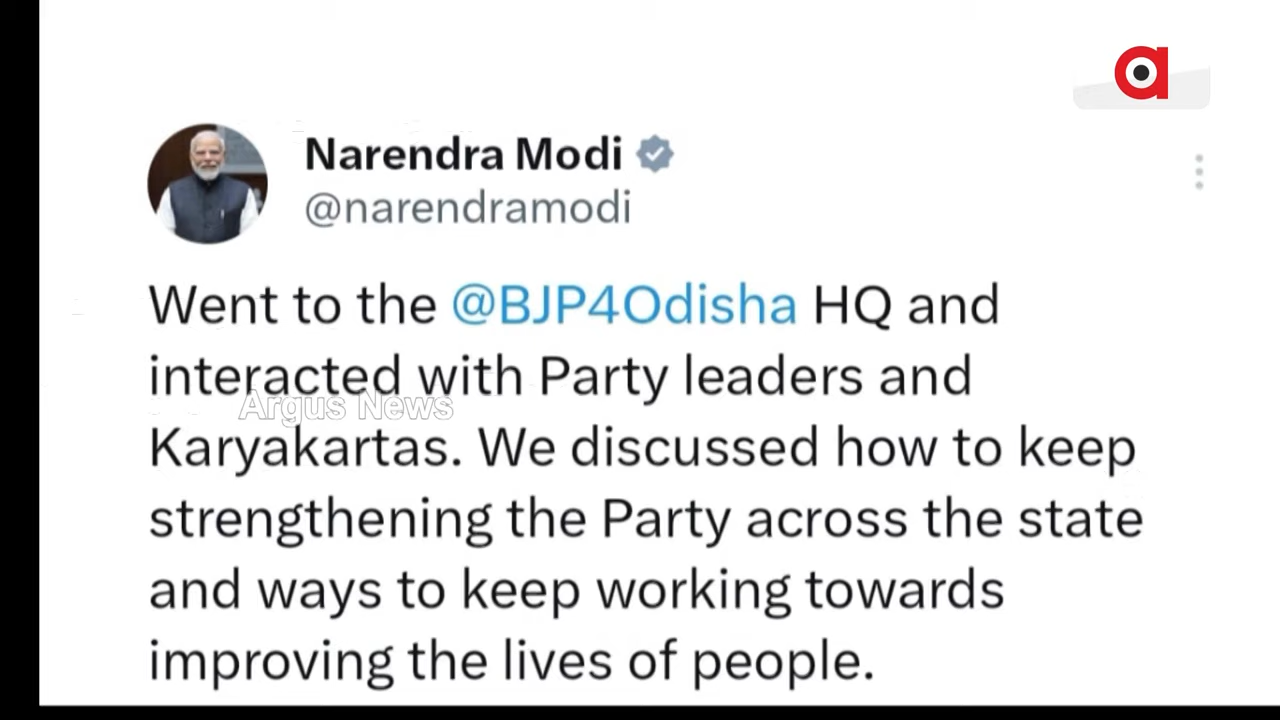 Narendra Modi
@narendramodi
Went to the @BJP4Odisha HQ and
interacted with Party leaders and
Argus News
Karyakartas. We discussed how to keep
strengthening the Party across the state
and ways to keep working towards
improving the lives of people.